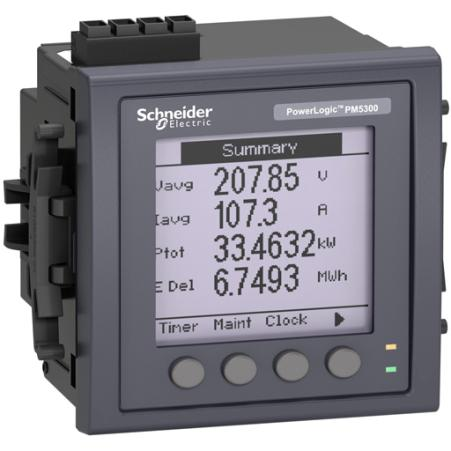 Schneider
Electric
PowerLogic™ PM5300
Summary
Vavg 207.85 V
Iavg 107.3 A
Ptot 33.4632 kW
E Del 6.7493 MWh
Timer Maint Clock ▶